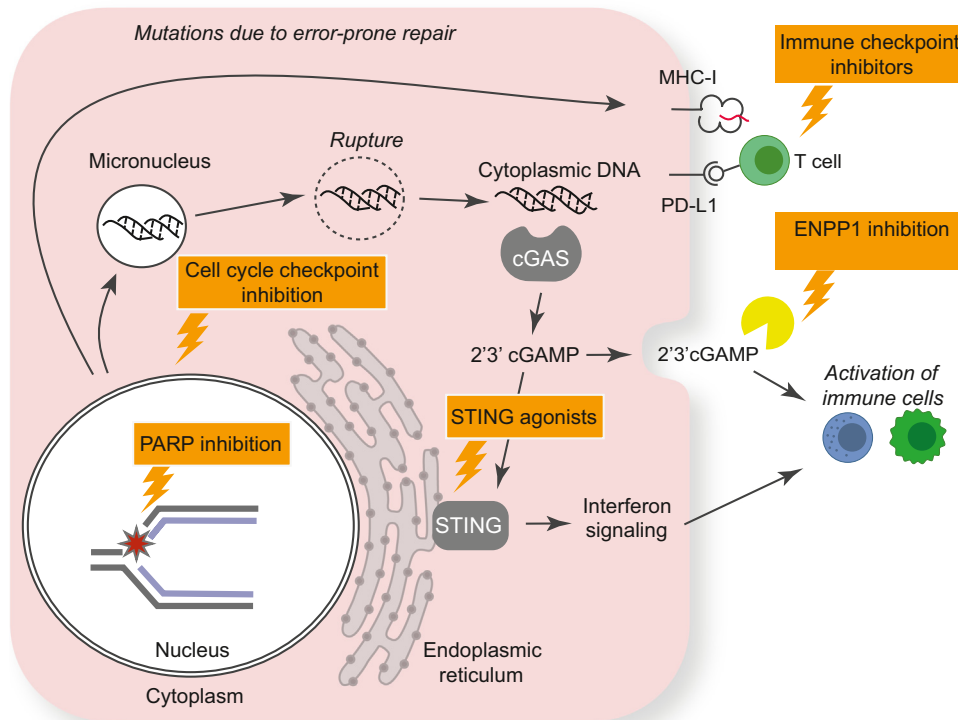 Mutations due to error-prone repair
Immune checkpoint
inhibitors
MHC-I
Micronucleus
Rupture
Cytoplasmic DNA
T cell
PD-L1
cGAS
ENPP1 inhibition
Cell cycle checkpoint
inhibition
2'3' cGAMP
2'3'cGAMP
Activation of
immune cells
STING agonists
PARP inhibition
STING
Interferon
signaling
Nucleus
Endoplasmic
reticulum
Cytoplasm